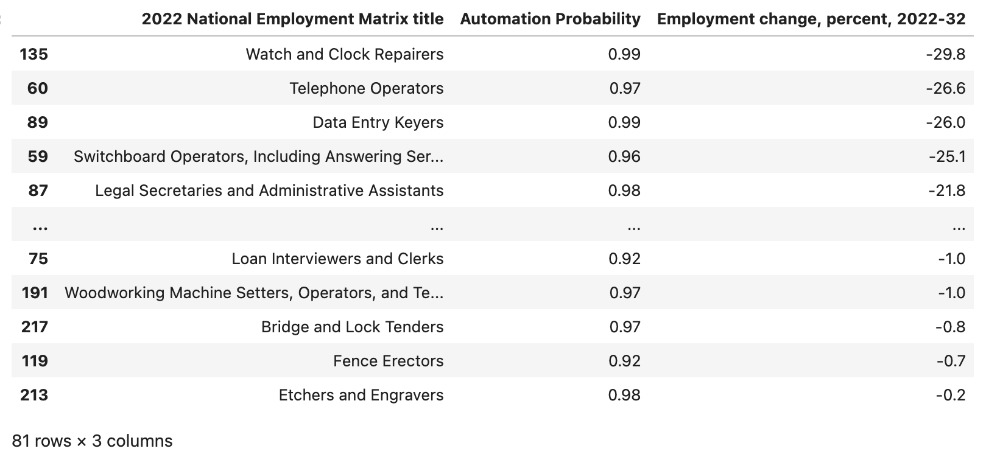 2022 National Employment Matrix title Automation Probability Employment change, percent, 2022-32
135 Watch and Clock Repairers 0.99 -29.8
60 Telephone Operators 0.97 -26.6
89 Data Entry Keyers 0.99 -26.0
59 Switchboard Operators, Including Answering Ser... 0.96 -25.1
87 Legal Secretaries and Administrative Assistants 0.98 -21.8
... ... ... ...
75 Loan Interviewers and Clerks 0.92 -1.0
191 Woodworking Machine Setters, Operators, and Te... 0.97 -1.0
217 Bridge and Lock Tenders 0.97 -0.8
119 Fence Erectors 0.92 -0.7
213 Etchers and Engravers 0.98 -0.2
81 rows × 3 columns